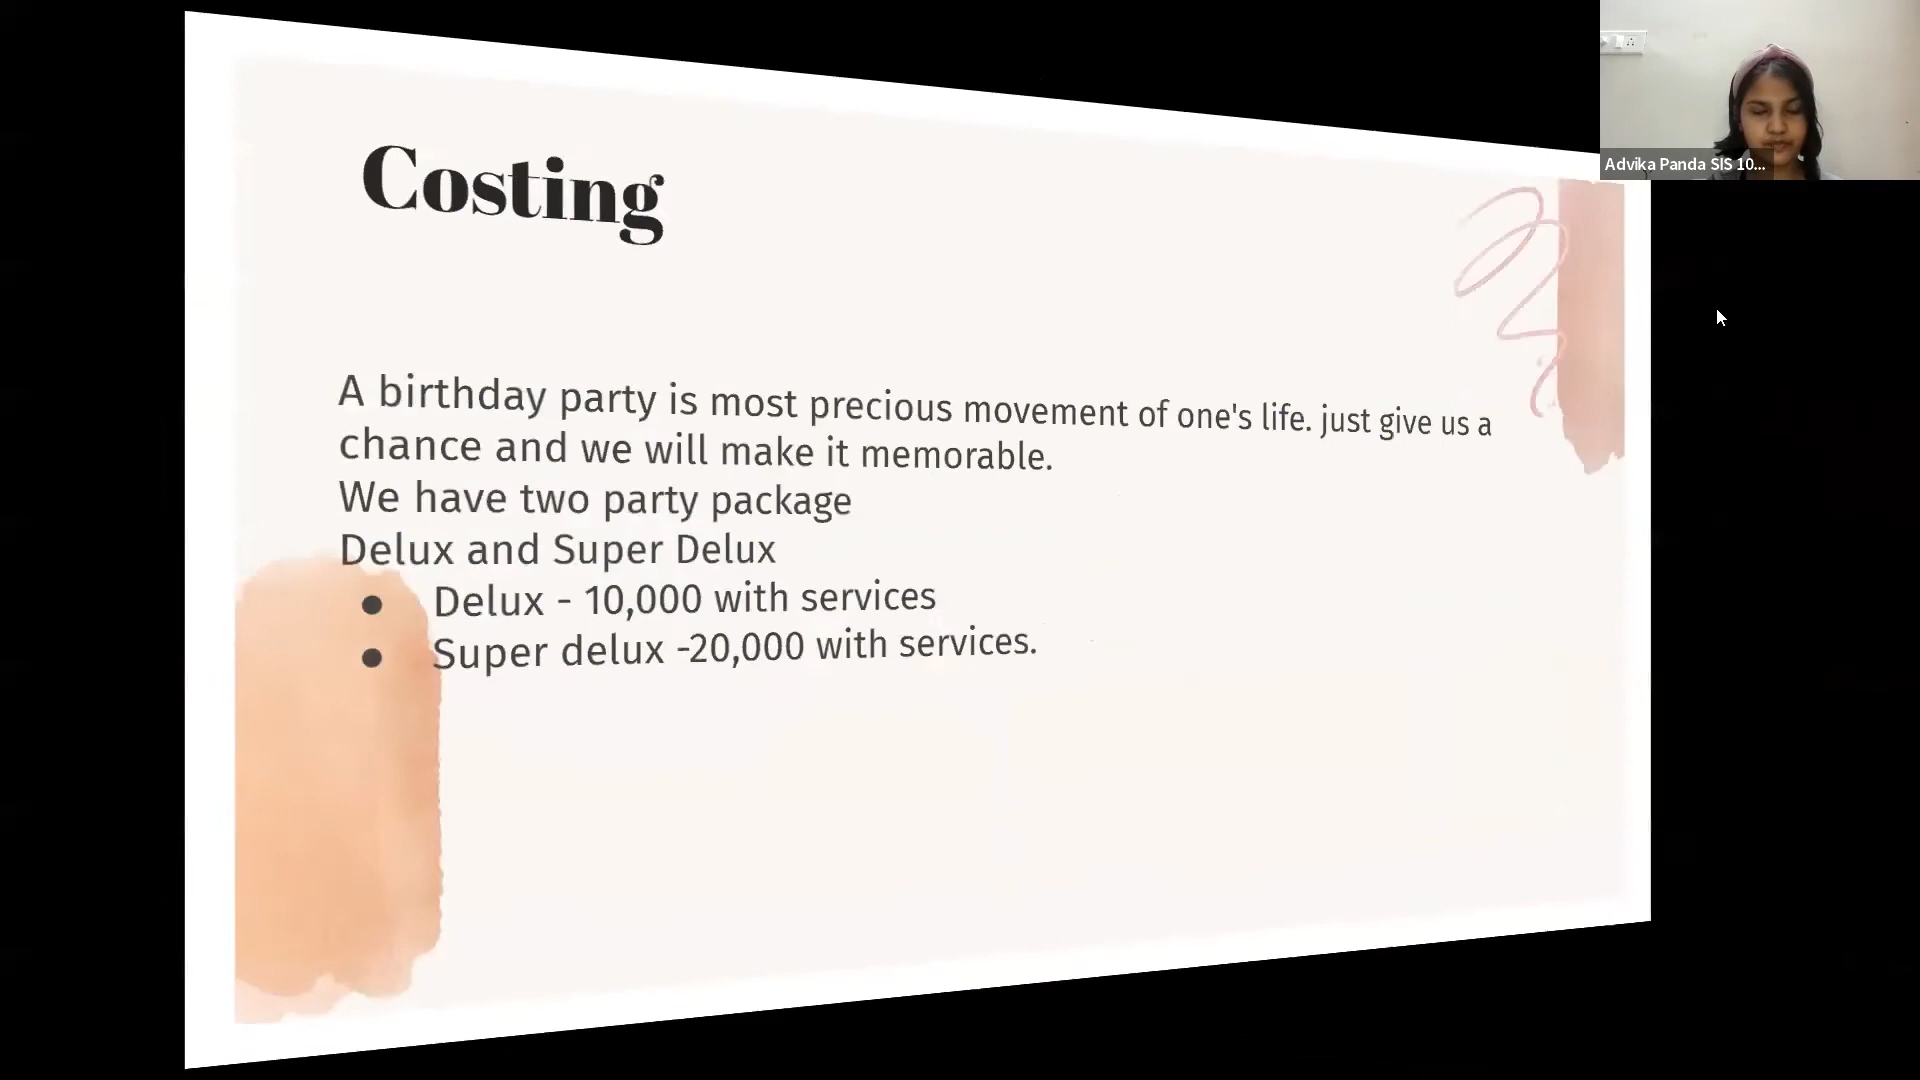 Costing
A birthday party is most precious movement of one's life. just give us a
chance and we will make it memorable.
We have two party package
Delux and Super Delux
● Delux - 10,000 with services
● Super delux -20,000 with services.
Advika Panda SIS 10...